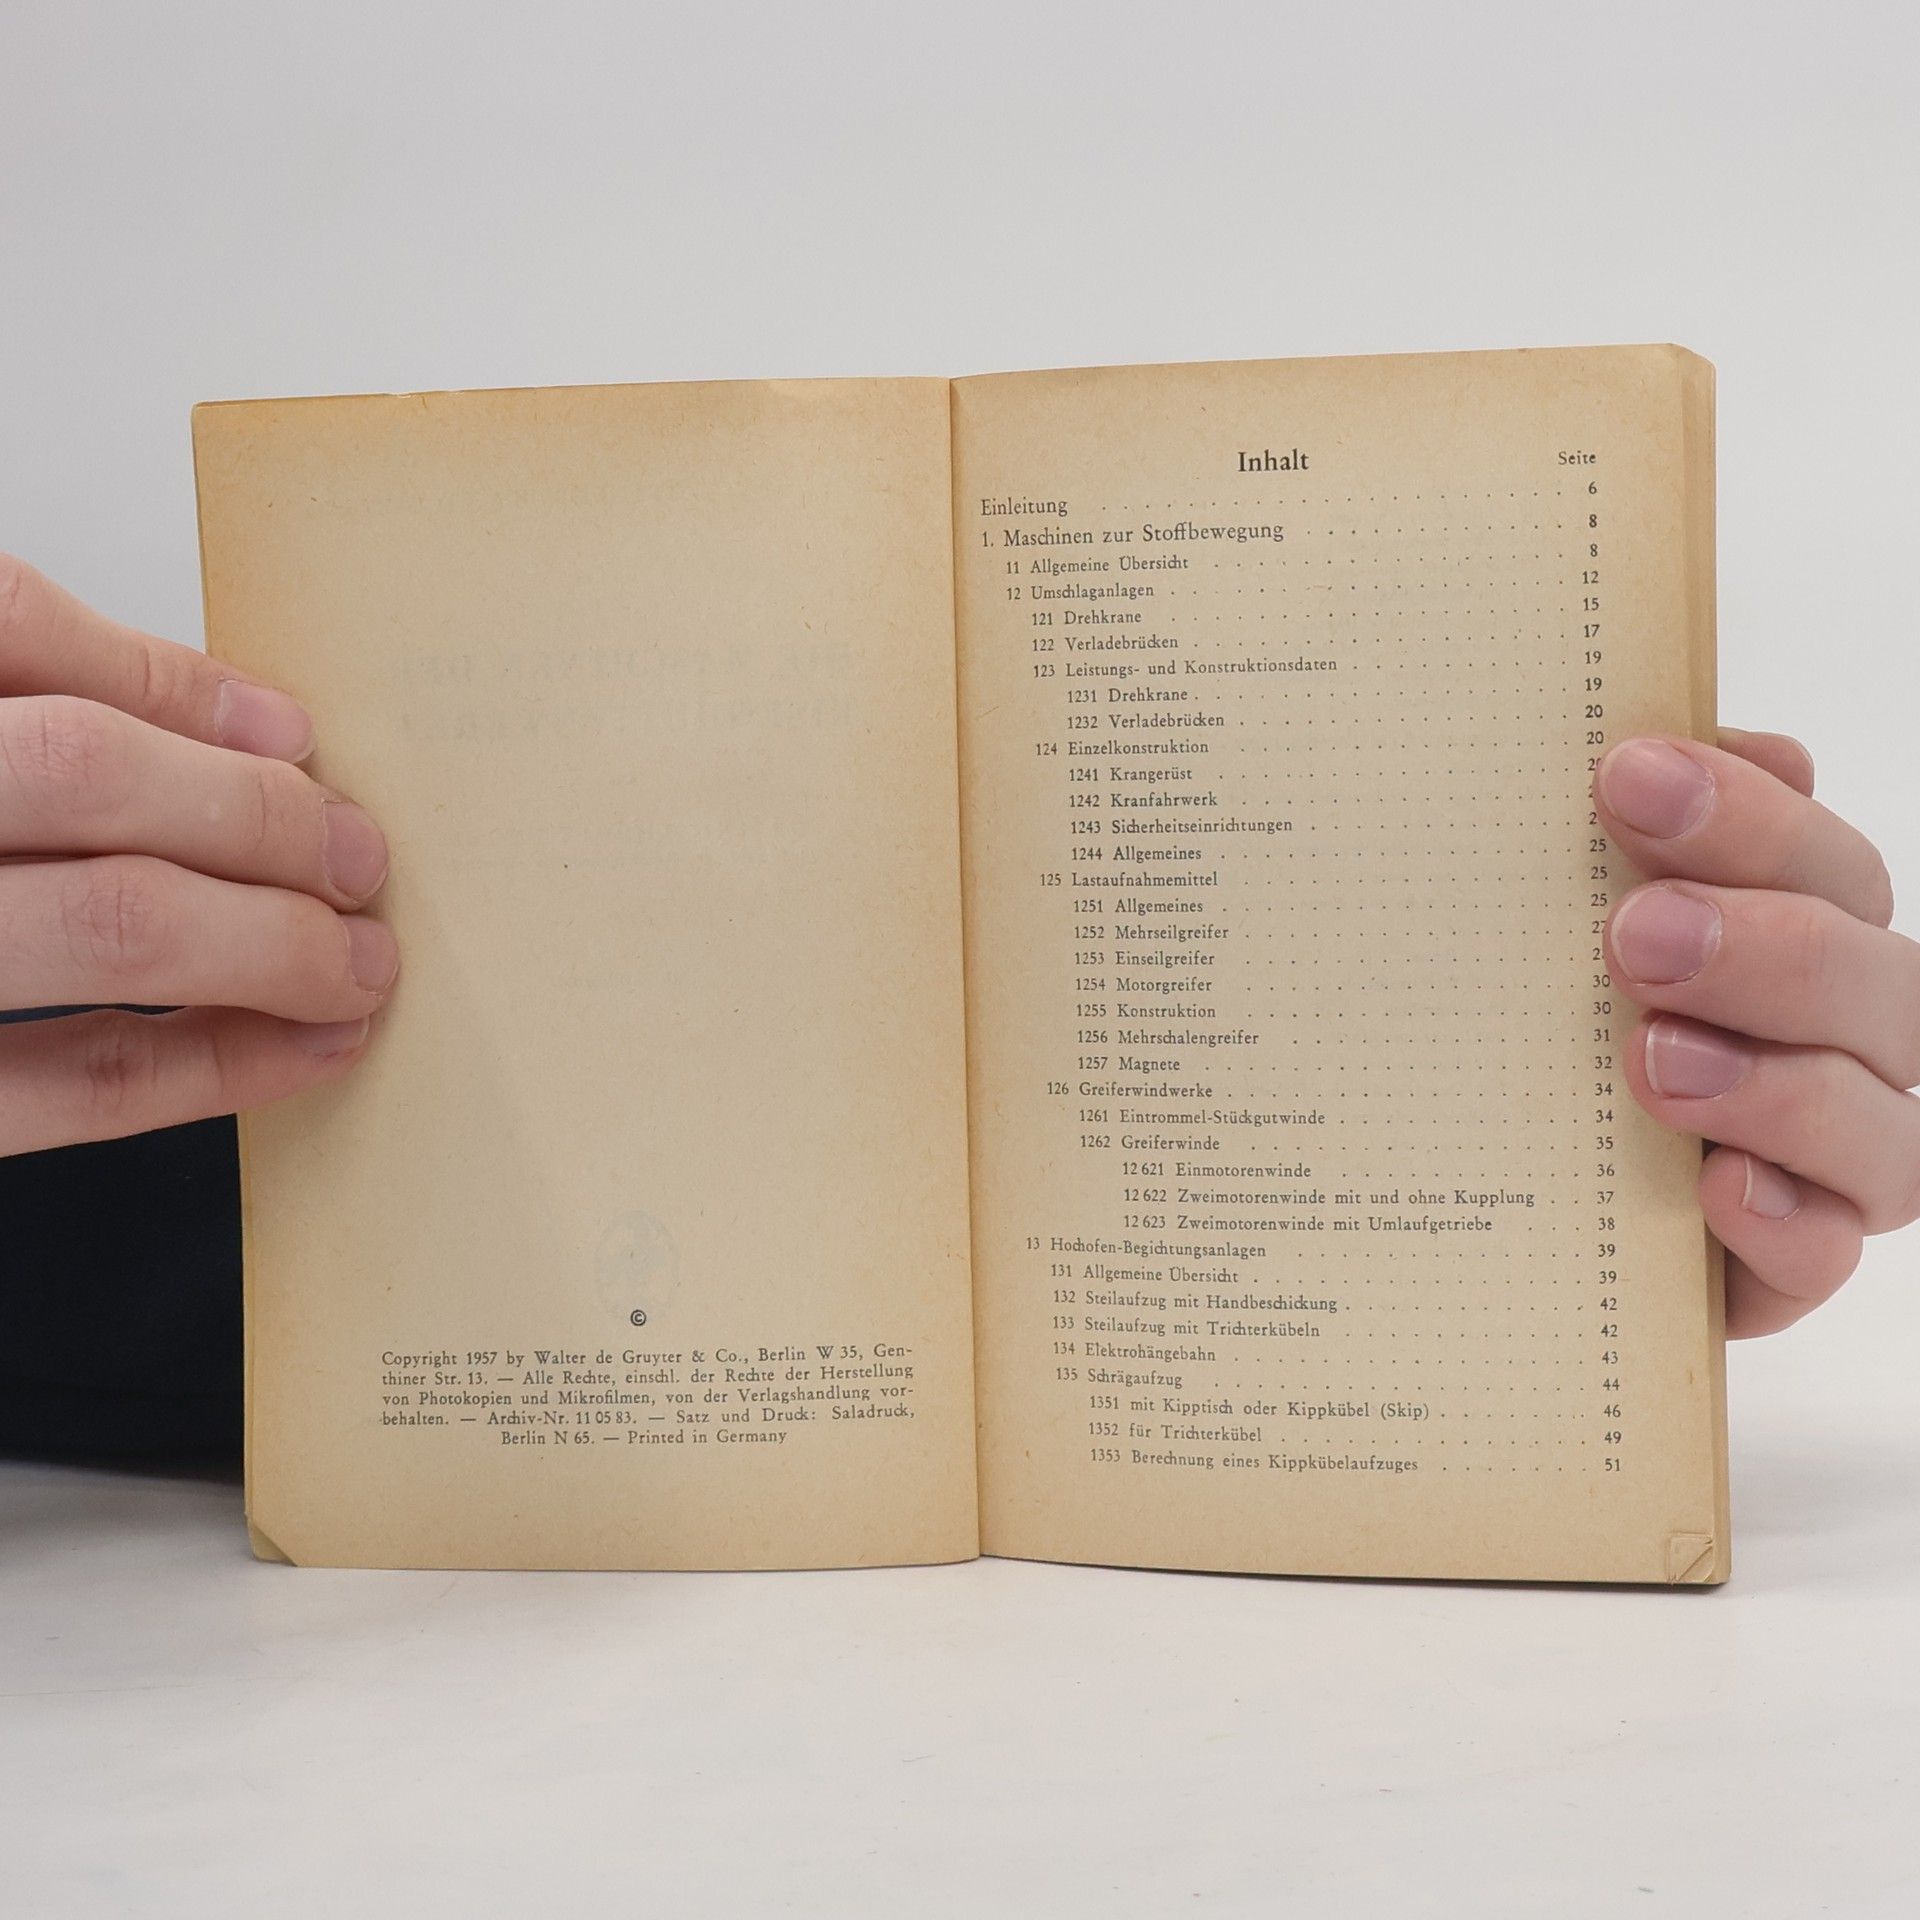 ©
Copyright 1957 by Walter de Gruyter & Co., Berlin W 35, Gen-
thiner Str. 13. — Alle Rechte, einschl. der Rechte der Herstellung
von Photokopien und Mikrofilmen, von der Verlagshandlung vor-
behalten. — Archiv-Nr. 11 05 83. — Satz und Druck: Saladruck,
Berlin N 65. — Printed in Germany
Inhalt Seite
Einleitung . . . . . . . . . . . . . . . . . . . . 6
1. Maschinen zur Stoffbewegung . . . . . . . . . . . . 8
11 Allgemeine Übersicht . . . . . . . . . . . . . . . 8
12 Umschlaganlagen . . . . . . . . . . . . . . . . . 12
121 Drehkrane . . . . . . . . . . . . . . . . . 15
122 Verladebrücken . . . . . . . . . . . . . . . . 17
123 Leistungs- und Konstruktionsdaten . . . . . . . . . . 19
1231 Drehkrane . . . . . . . . . . . . . . . . 19
1232 Verladebrücken . . . . . . . . . . . . . . 20
124 Einzelkonstruktion . . . . . . . . . . . . . . 20
1241 Krangerüst . . . . . . . . . . . . . . .
1242 Kranfahrwerk . . . . . . . . . . . . . .
1243 Sicherheitseinrichtungen . . . . . . . . . . .
1244 Allgemeines . . . . . . . . . . . . . . . 25
125 Lastaufnahmemittel . . . . . . . . . . . . . . 25
1251 Allgemeines . . . . . . . . . . . . . . . 25
1252 Mehrseilgreifer . . . . . . . . . . . . . . 27
1253 Einseilgreifer . . . . . . . . . . . . . .
1254 Motorgreifer . . . . . . . . . . . . . . 30
1255 Konstruktion . . . . . . . . . . . . . . 30
1256 Mehrschalengreifer . . . . . . . . . . . . 31
1257 Magnete . . . . . . . . . . . . . . . . 32
126 Greiferwindwerke . . . . . . . . . . . . . . . 34
1261 Eintrommel-Stückgutwinde . . . . . . . . . . 34
1262 Greiferwinde . . . . . . . . . . . . . . 35
12 621 Einmotorenwinde . . . . . . . . . . 36
12 622 Zweimotorenwinde mit und ohne Kupplung . . 37
12 623 Zweimotorenwinde mit Umlaufgetriebe . . . 38
13 Hochofen-Begichtungsanlagen . . . . . . . . . . . . 39
131 Allgemeine Übersicht . . . . . . . . . . . . . . 39
132 Steilaufzug mit Handbeschickung . . . . . . . . . . 42
133 Steilaufzug mit Trichterkübeln . . . . . . . . . . 42
134 Elektrohängebahn . . . . . . . . . . . . . . . 43
135 Schrägaufzug . . . . . . . . . . . . . . . 44
1351 mit Kipptisch oder Kippkübel (Skip) . . . . . . 46
1352 für Trichterkübel . . . . . . . . . . . . . 49
1353 Berechnung eines Kippkübelaufzuges . . . . . . 51